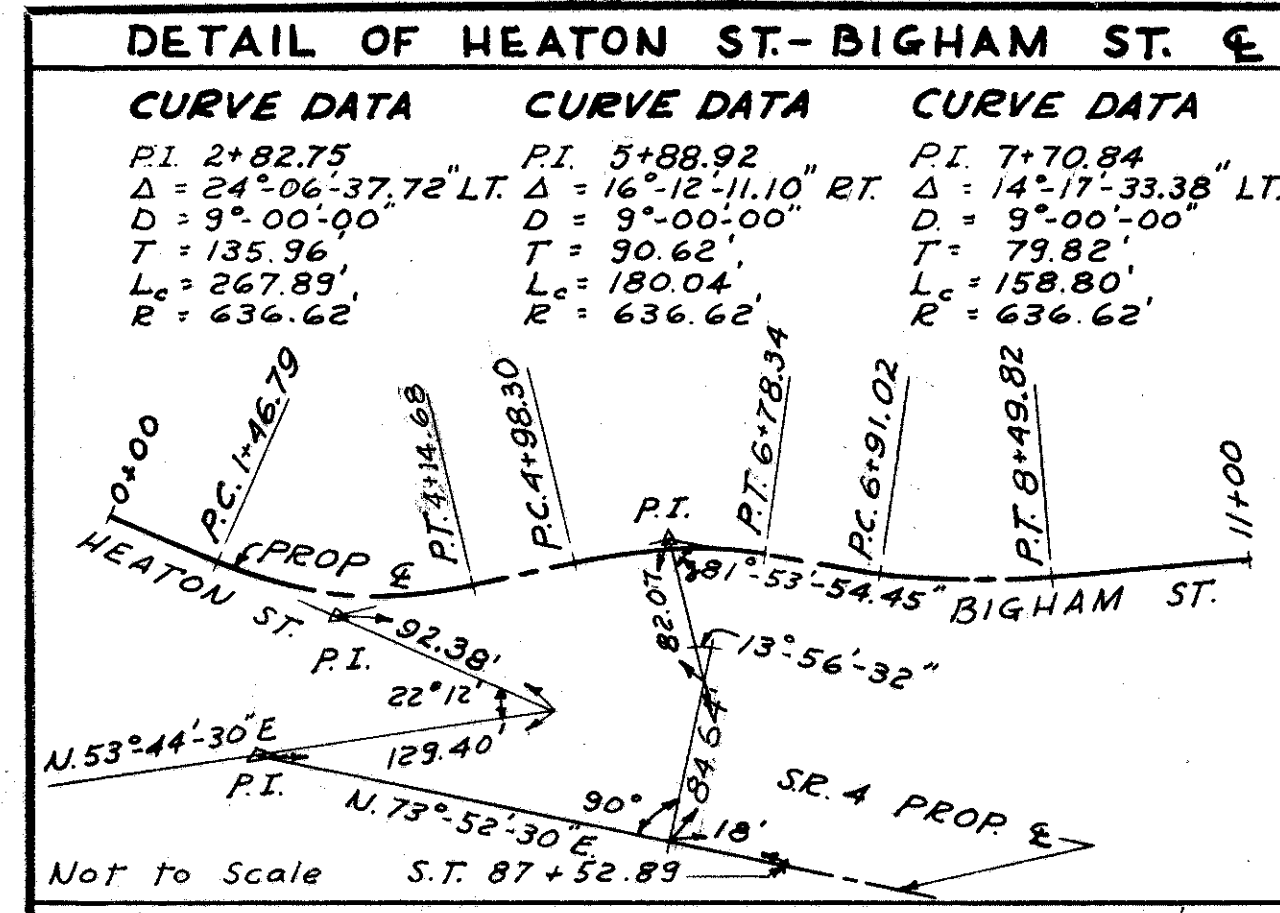 DETAIL OF HEATON ST.-BIGHAM ST. ℄
CURVE DATA
P.I. 2+82.75
Δ = 24°-06'-37.72" LT.
D = 9°-00'-00"
T = 135.96'
Lc = 267.89'
R = 636.62'
CURVE DATA
P.I. 5+88.92
Δ = 16°-12'-11.10" RT.
D = 9°-00'-00"
T = 90.62'
Lc = 180.04'
R = 636.62'
CURVE DATA
P.I. 7+70.84
Δ = 14°-17'-33.38" LT.
D. = 9°-00'-00"
T = 79.82'
Lc = 158.80'
R = 636.62'
0+00
P.C. 1+46.79
P.T. 4+14.68
P.C. 4+98.30
P.I.
P.T. 6+78.34
P.C. 6+91.02
P.T. 8+49.82
11+00
HEATON ST.
PROP ℄
81°-53'-54.45"
BIGHAM ST.
P.I.
92.38'
82.07'
13°-56'-32"
22°12'
N. 53°-44'-30" E
129.40'
84.64'
P.I.
N. 73°-52'-30" E.
90°
18'
S.R. 4 PROP. ℄
Not to Scale
S.T. 87+52.89